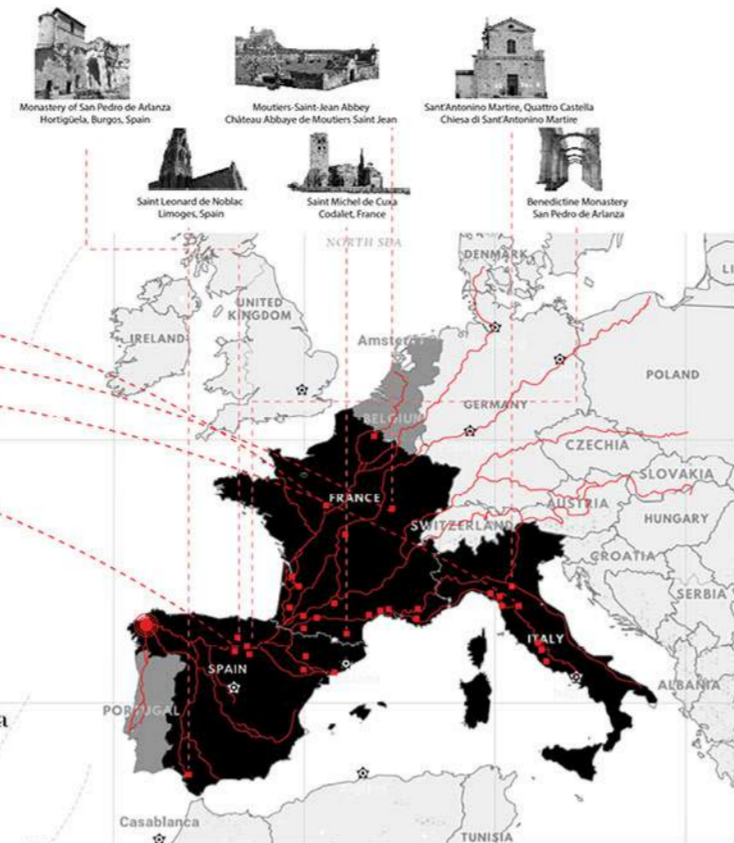 Monastery of San Pedro de Arlanza
Hortigüela, Burgos, Spain
Moutiers-Saint-Jean Abbey
Château Abbaye de Moutiers Saint Jean
Sant'Antonino Martire, Quattro Castella
Chiesa di Sant'Antonino Martire
Saint Leonard de Noblac
Limoges, Spain
Saint Michel de Cuxa
Codalet, France
Benedictine Monastery
San Pedro de Arlanza
NORTH SEA
DENMARK
LI
UNITED
KINGDOM
IRELAND
Amster
POLAND
BELGIUM
GERMANY
CZECHIA
SLOVAKIA
FRANCE
AUSTRIA
SWITZERLAND
HUNGARY
CROATIA
SERBIA
ITALY
SPAIN
ALBANIA
PORTUGAL
a
Casablanca
TUNISIA